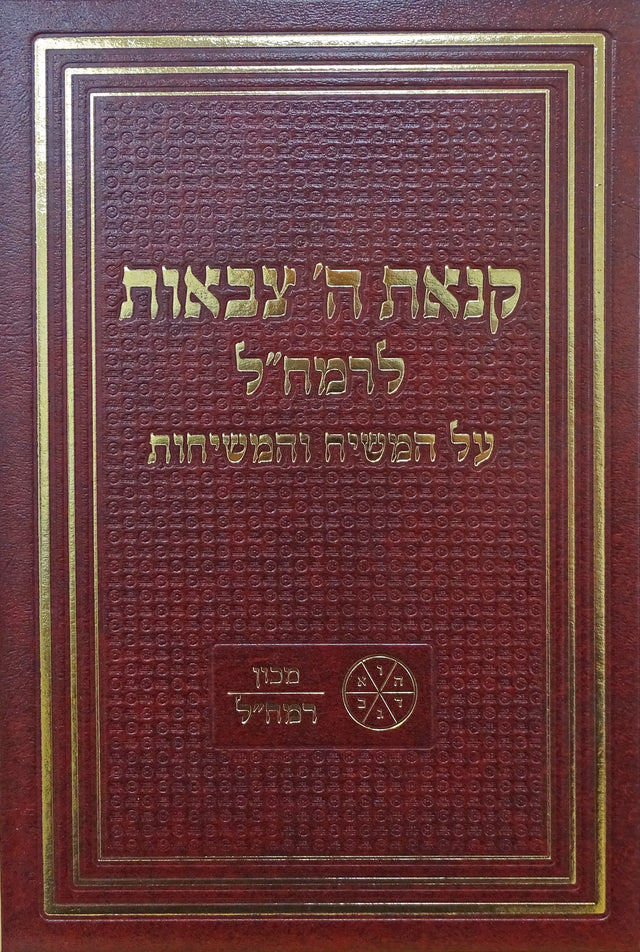 קנאת ה' צבאות
לרמח"ל
על המשיח והמשיחות
מכון
רמח"ל
י
א ה
ב ד
ג